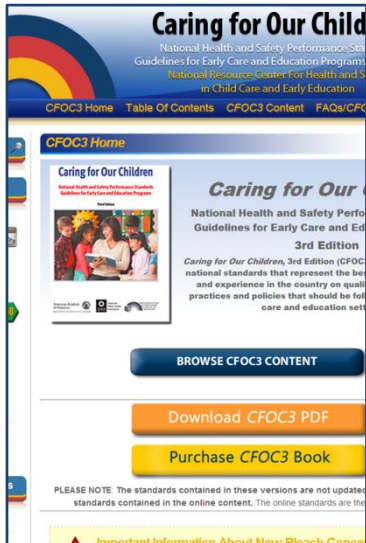 Caring for Our Child
National Health and Safety Performance Sta
Guidelines for Early Care and Education Programs
National Resource Center For Health and S
in Child Care and Early Education
CFOC3 Home Table Of Contents CFOC3 Content FAQs/CFO
CFOC3 Home
Caring for Our Children
National Health and Safety Performance Standards
Guidelines for Early Care and Education Programs
Third Edition
Caring for Our
National Health and Safety Perfo
Guidelines for Early Care and Ed
3rd Edition
Caring for Our Children, 3rd Edition (CFOC
national standards that represent the bes
and experience in the country on quali
practices and policies that should be foll
care and education sett
BROWSE CFOC3 CONTENT
Download CFOC3 PDF
Purchase CFOC3 Book
PLEASE NOTE: The standards contained in these versions are not updated
standards contained in the online content. The online standards are the
Important Information About New Bleach Conce